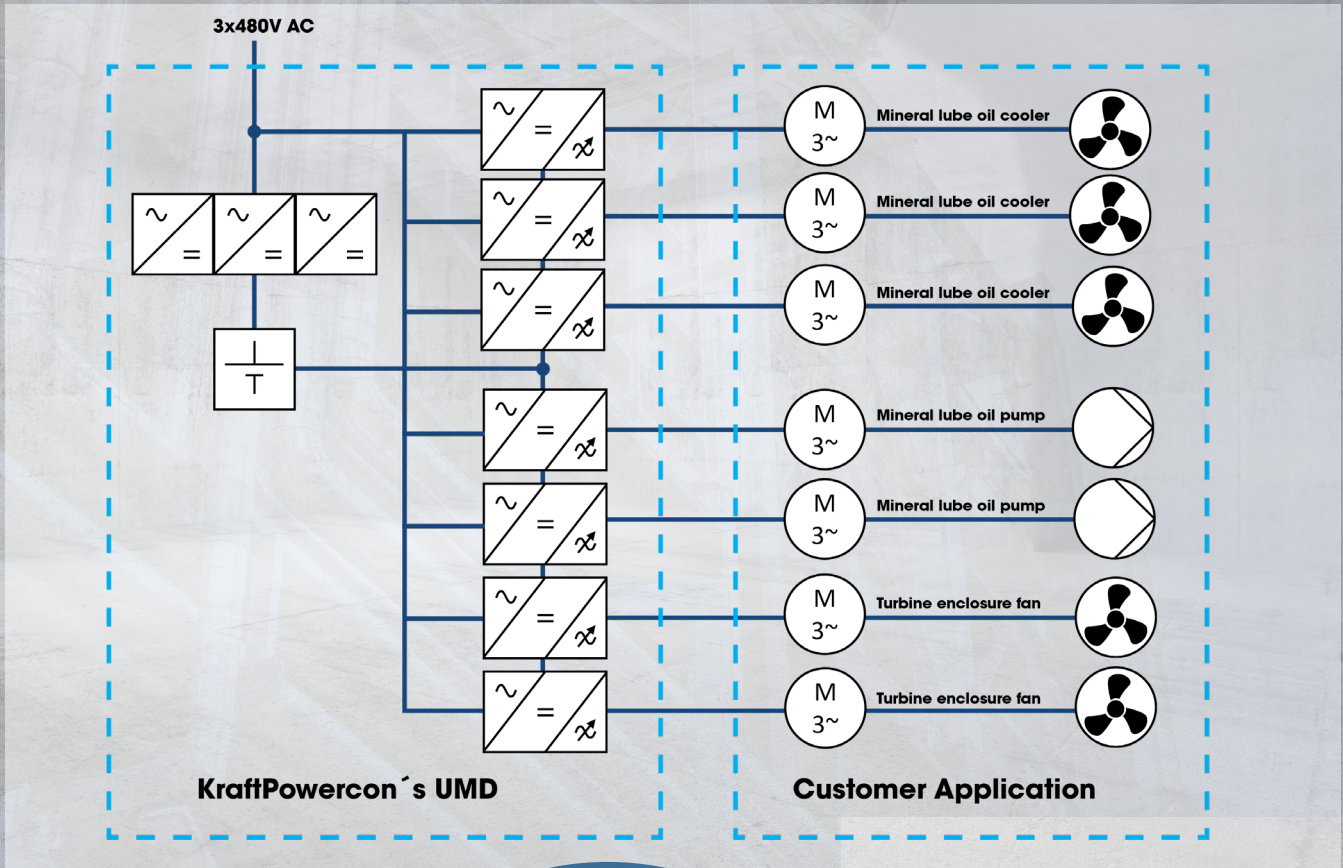 3x480V AC
M
3~
Mineral lube oil cooler
M
3~
Mineral lube oil cooler
M
3~
Mineral lube oil cooler
M
3~
Mineral lube oil pump
M
3~
Mineral lube oil pump
M
3~
Turbine enclosure fan
M
3~
Turbine enclosure fan
KraftPowercon´s UMD
Customer Application